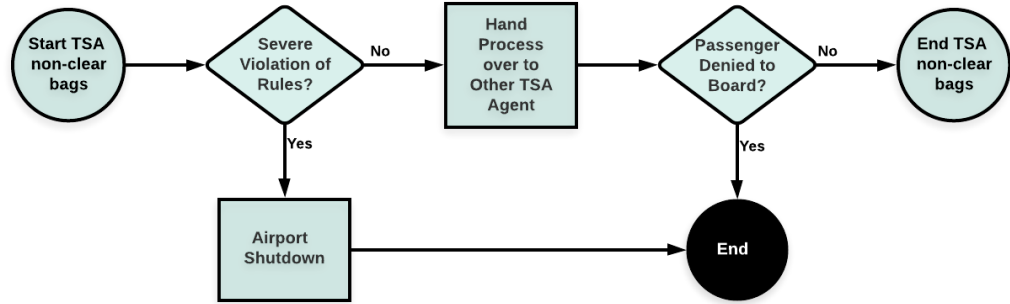 Start TSA
non-clear
bags
Severe
Violation of
Rules?
No
Hand
Process
over to
Other TSA
Agent
Passenger
Denied to
Board?
No
End TSA
non-clear
bags
Yes
Yes
Airport
Shutdown
End